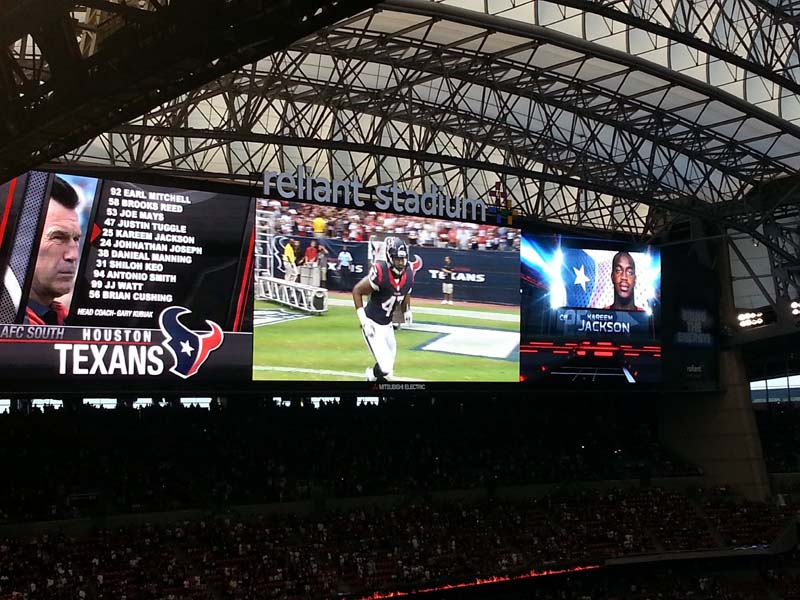 reliant stadium
92 EARL MITCHELL
58 BROOKS REED
53 JOE MAYS
47 JUSTIN TUGGLE
25 KAREEM JACKSON
24 JOHNATHAN JOSEPH
38 DANIEAL MANNING
31 SHILOH KEO
94 ANTONIO SMITH
99 JJ WATT
56 BRIAN CUSHING
HEAD COACH- GARY KUBIAK
AFC SOUTH HOUSTON
TEXANS
TEXANS
4
MITSUBISHI ELECTRIC
CB KAREEM
JACKSON
reliant